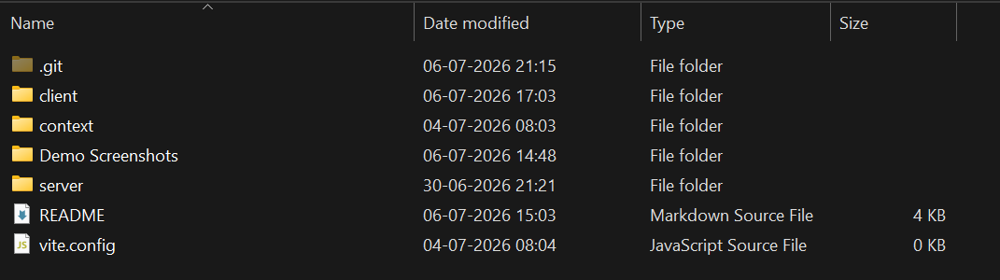 Name Date modified Type Size
.git 06-07-2026 21:15 File folder
client 06-07-2026 17:03 File folder
context 04-07-2026 08:03 File folder
Demo Screenshots 06-07-2026 14:48 File folder
server 30-06-2026 21:21 File folder
README 06-07-2026 15:03 Markdown Source File 4 KB
JS vite.config 04-07-2026 08:04 JavaScript Source File 0 KB